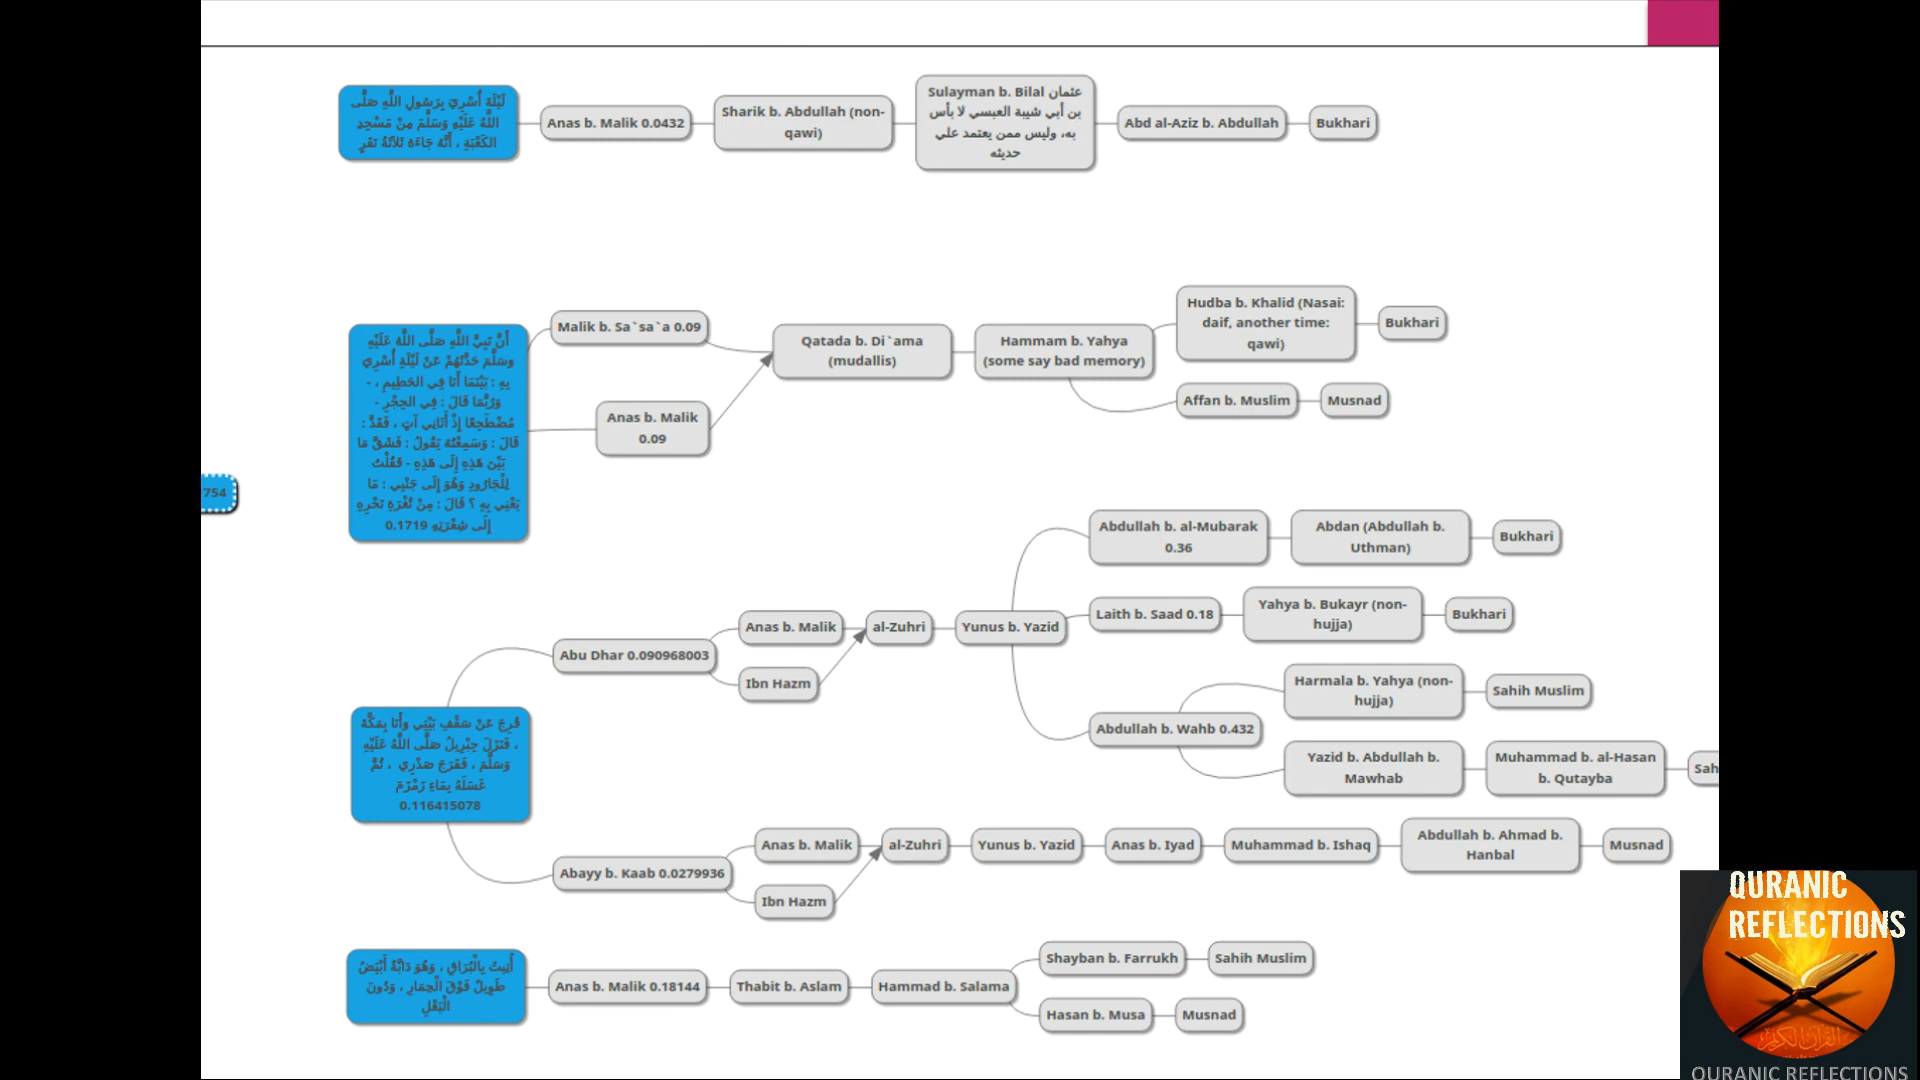 لَيْلَةَ أُسْرِيَ بِرَسُولِ اللَّهِ صَلَّى
اللَّهُ عَلَيْهِ وَسَلَّمَ مِنْ مَسْجِدِ
الكَعْبَةِ ، أَنَّهُ جَاءَهُ ثَلاَثَةُ نَفَرٍ
Anas b. Malik 0.0432
Sharik b. Abdullah (non-
qawi)
Sulayman b. Bilal عثمان
بن أبي شيبة العبسي لا بأس
به، وليس ممن يعتمد علي
حديثه
Abd al-Aziz b. Abdullah
Bukhari
أَنَّ نَبِيَّ اللَّهِ صَلَّى اللَّهُ عَلَيْهِ
وَسَلَّمَ حَدَّثَهُمْ عَنْ لَيْلَةِ أُسْرِيَ
بِهِ : بَيْنَمَا أَنَا فِي الحَطِيمِ ، -
وَرُبَّمَا قَالَ : فِي الحِجْرِ -
مُضْطَجِعًا إِذْ أَتَانِي آتٍ ، فَقَدَّ :
قَالَ : وَسَمِعْتُهُ يَقُولُ : فَشَقَّ مَا
بَيْنَ هَذِهِ إِلَى هَذِهِ - فَقُلْتُ
لِلْجَارُودِ وَهُوَ إِلَى جَنْبِي : مَا
يَعْنِي بِهِ ؟ قَالَ : مِنْ ثُغْرَةِ نَحْرِهِ
إِلَى شِعْرَتِهِ 0.1719
Malik b. Sa`sa`a 0.09
Anas b. Malik
0.09
Qatada b. Di`ama
(mudallis)
Hammam b. Yahya
(some say bad memory)
Hudba b. Khalid (Nasai:
daif, another time:
qawi)
Bukhari
Affan b. Muslim
Musnad
754
فُرِجَ عَنْ سَقْفِ بَيْتِي وَأَنَا بِمَكَّةَ
، فَنَزَلَ جِبْرِيلُ صَلَّى اللَّهُ عَلَيْهِ
وَسَلَّمَ ، فَفَرَجَ صَدْرِي ، ثُمَّ
غَسَلَهُ بِمَاءِ زَمْزَمَ
0.116415078
Abu Dhar 0.090968003
Anas b. Malik
Ibn Hazm
al-Zuhri
Yunus b. Yazid
Abdullah b. al-Mubarak
0.36
Abdan (Abdullah b.
Uthman)
Bukhari
Laith b. Saad 0.18
Yahya b. Bukayr (non-
hujja)
Bukhari
Abdullah b. Wahb 0.432
Harmala b. Yahya (non-
hujja)
Sahih Muslim
Yazid b. Abdullah b.
Mawhab
Muhammad b. al-Hasan
b. Qutayba
Sah
Abayy b. Kaab 0.0279936
Anas b. Malik
Ibn Hazm
al-Zuhri
Yunus b. Yazid
Anas b. Iyad
Muhammad b. Ishaq
Abdullah b. Ahmad b.
Hanbal
Musnad
أُتِيتُ بِالْبُرَاقِ ، وَهُوَ دَابَّةٌ أَبْيَضُ
طَوِيلٌ فَوْقَ الْحِمَارِ ، وَدُونَ
الْبَغْلِ
Anas b. Malik 0.18144
Thabit b. Aslam
Hammad b. Salama
Shayban b. Farrukh
Sahih Muslim
Hasan b. Musa
Musnad
QURANIC
REFLECTIONS
القرآن الكريم
QURANIC REFLECTIONS